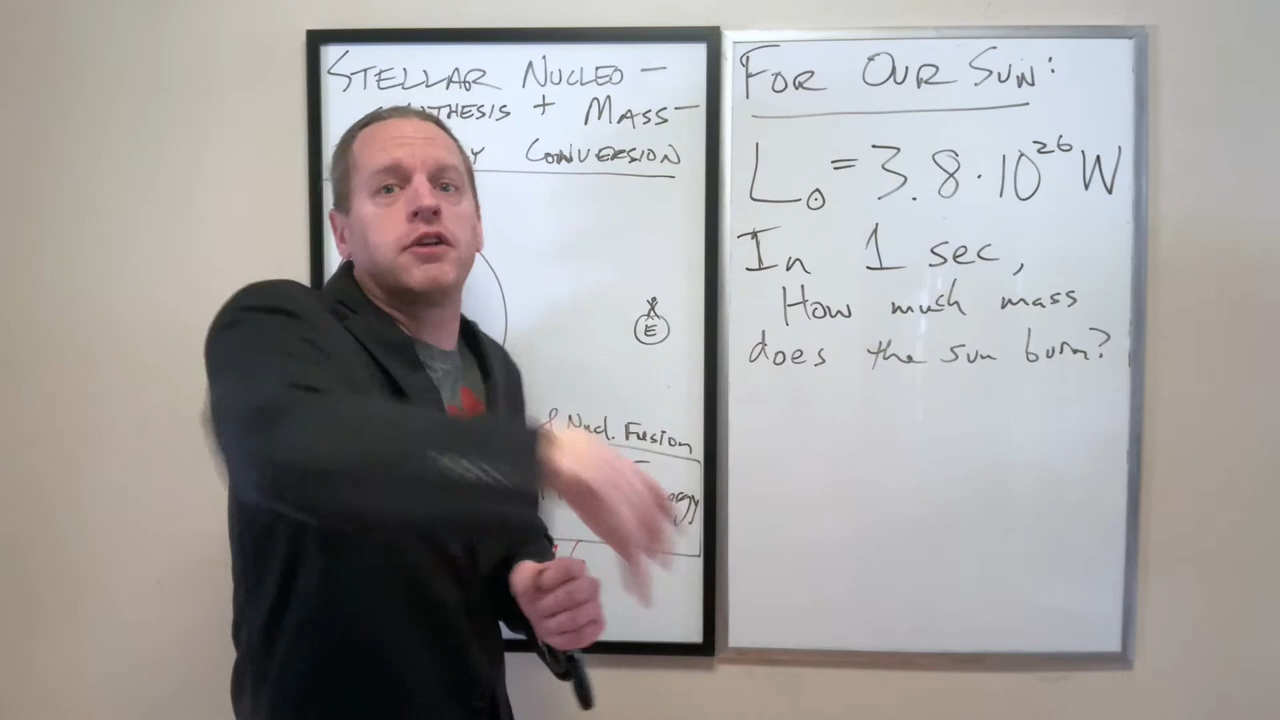 STELLAR NUCLEO-
+ MASS-
CONVERSION
E
Nucl. Fusion
FOR OUR SUN:
L⊙ = 3.8 · 10²⁶ W
In 1 sec,
How much mass
does the sun burn?